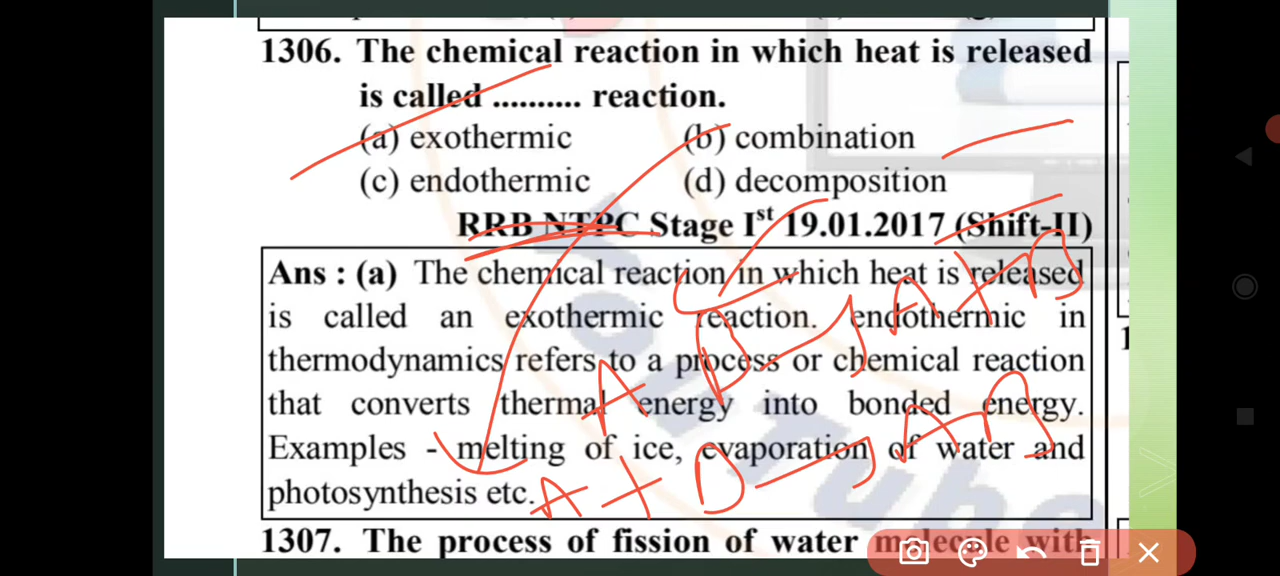 1306. The chemical reaction in which heat is released
is called .......... reaction.
(a) exothermic (b) combination
(c) endothermic (d) decomposition
RRB NTPC Stage Ist 19.01.2017 (Shift-II)
Ans : (a) The chemical reaction in which heat is released
is called an exothermic reaction. endothermic in
thermodynamics refers to a process or chemical reaction
that converts thermal energy into bonded energy.
Examples - melting of ice, evaporation of water and
photosynthesis etc.
A B → A + B
A + B → AB
1307. The process of fission of water molecule with